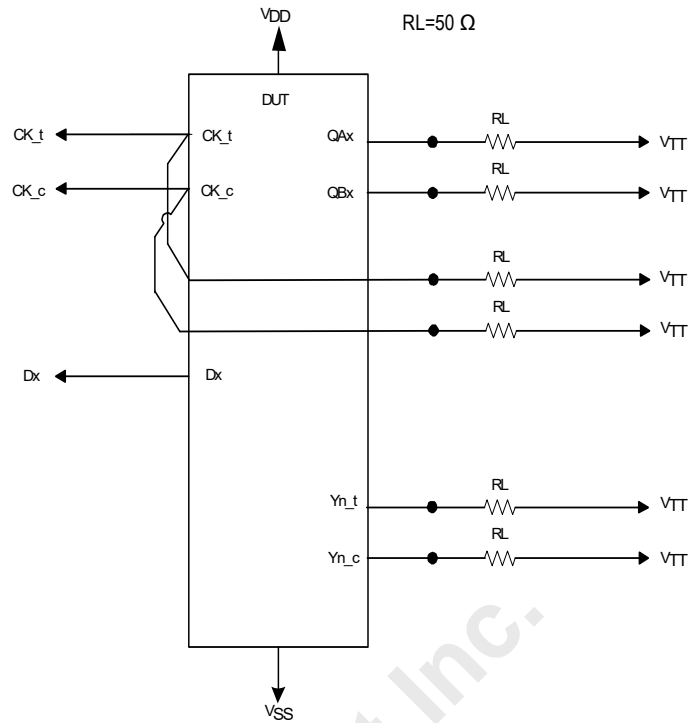 VDD
RL=50 Ω
DUT
CK_t
CK_t
QAx
RL
VTT
CK_c
CK_c
QBx
RL
VTT
RL
VTT
RL
VTT
Dx
Dx
Yn_t
RL
VTT
Yn_c
RL
VTT
t Inc.
VSS